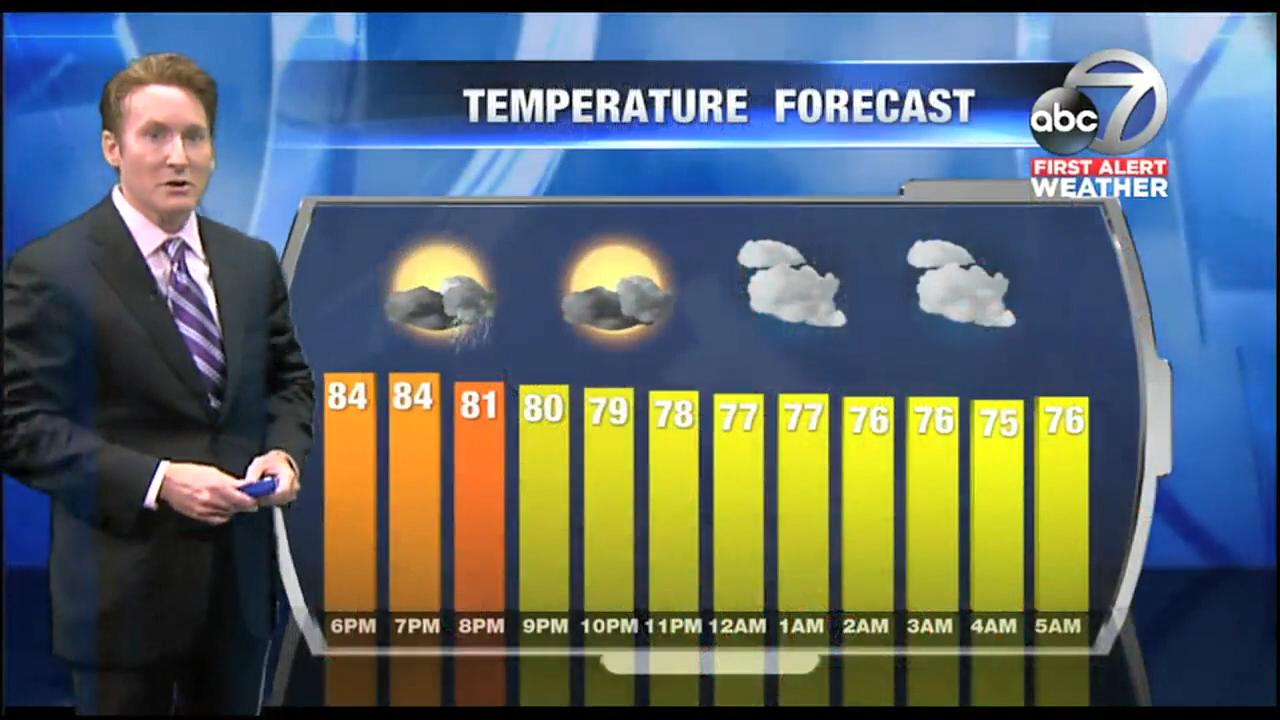 TEMPERATURE FORECAST
abc 7
FIRST ALERT
WEATHER
84 84 81 80 79 78 77 77 76 76 75 76
6PM 7PM 8PM 9PM 10PM 11PM 12AM 1AM 2AM 3AM 4AM 5AM